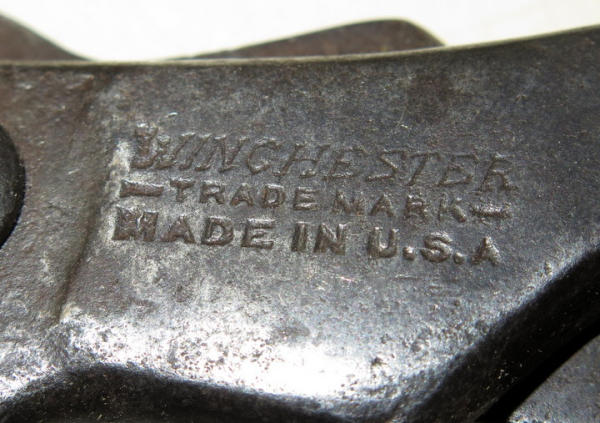 WINCHESTER
—TRADE MARK—
MADE IN U.S.A